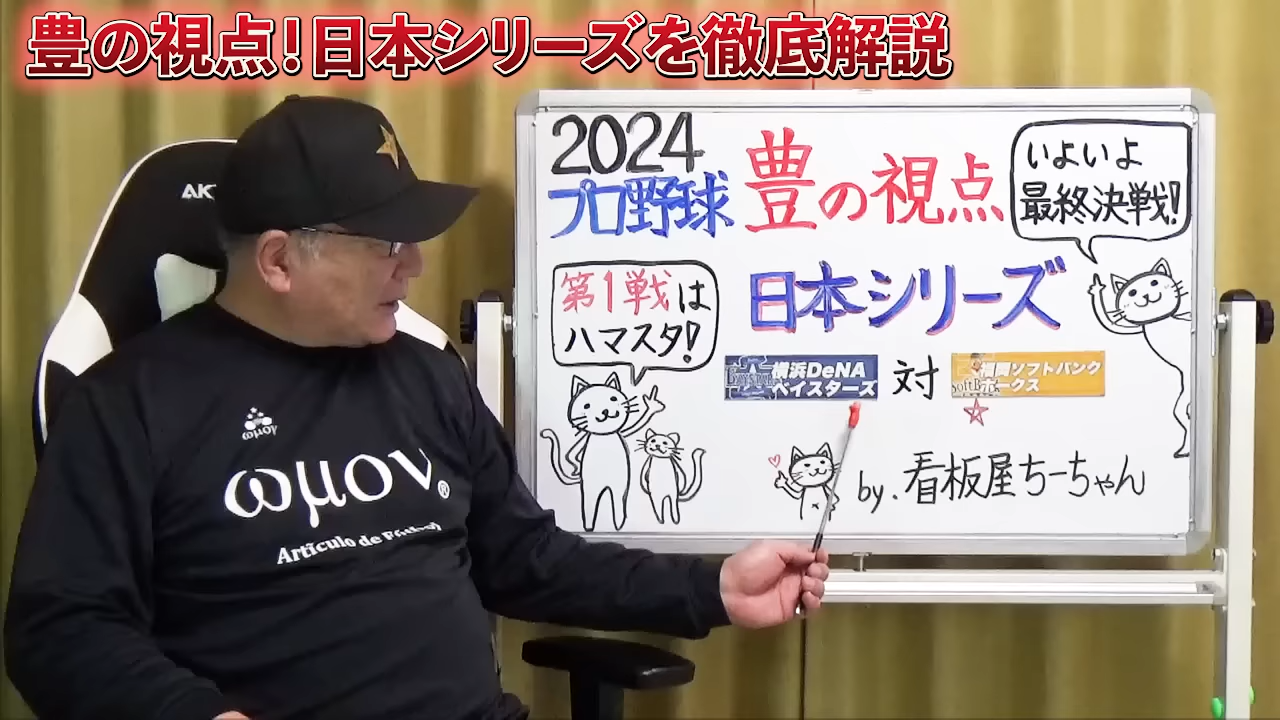 豊の視点!日本シリーズを徹底解説
2024
プロ野球
豊の視点
いよいよ
最終決戦!
第1戦は
ハマスタ!
日本シリーズ
横浜DeNA
ベイスターズ
対
福岡ソフトバンク
ホークス
by.看板屋ちーちゃん
AK
ωμον
ωμον®
Artículo de